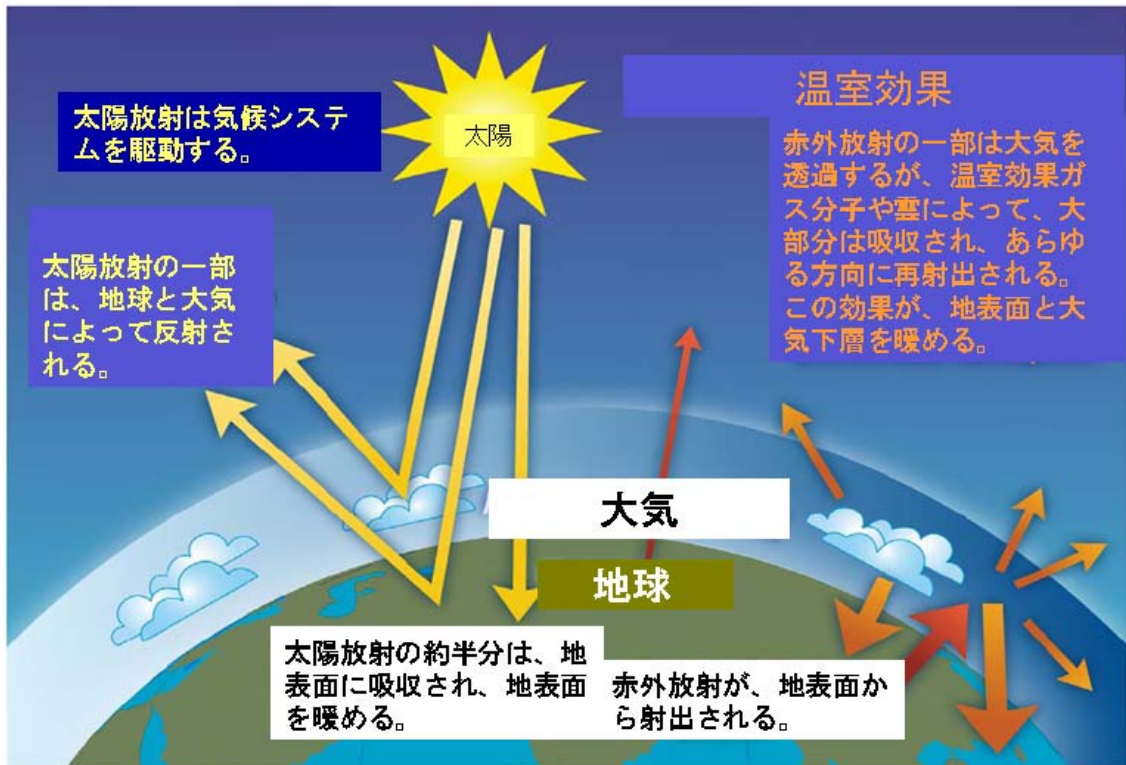 太陽放射は気候システ
ムを駆動する。
太陽
温室効果
赤外放射の一部は大気を
透過するが、温室効果ガ
ス分子や雲によって、大
部分は吸収され、あらゆ
る方向に再射出される。
この効果が、地表面と大
気下層を暖める。
太陽放射の一部
は、地球と大気
によって反射さ
れる。
大気
地球
太陽放射の約半分は、地
表面に吸収され、地表面
を暖める。
赤外放射が、地表面か
ら射出される。